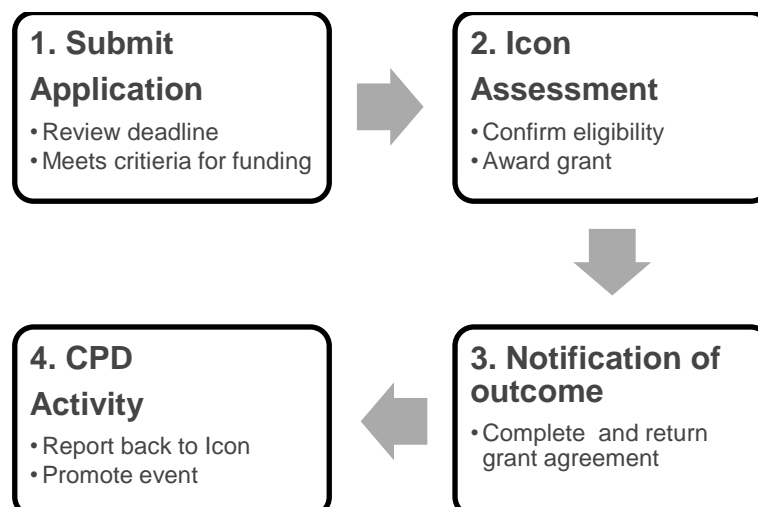 1. Submit
Application
• Review deadline
• Meets critieria for funding
2. Icon
Assessment
• Confirm eligibility
• Award grant
3. Notification of
outcome
• Complete  and return
grant agreement
4. CPD
Activity
• Report back to Icon
• Promote event